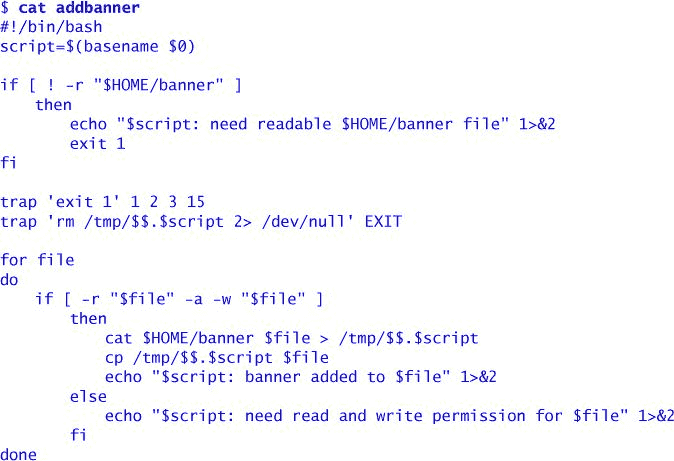 $ cat addbanner
#!/bin/bash
script=$(basename $0)

if [ ! -r "$HOME/banner" ]
    then
        echo "$script: need readable $HOME/banner file" 1>&2
        exit 1
fi

trap 'exit 1' 1 2 3 15
trap 'rm /tmp/$$.$script 2> /dev/null' EXIT

for file
do
    if [ -r "$file" -a -w "$file" ]
        then
            cat $HOME/banner $file > /tmp/$$.$script
            cp /tmp/$$.$script $file
            echo "$script: banner added to $file" 1>&2
        else
            echo "$script: need read and write permission for $file" 1>&2
        fi
done